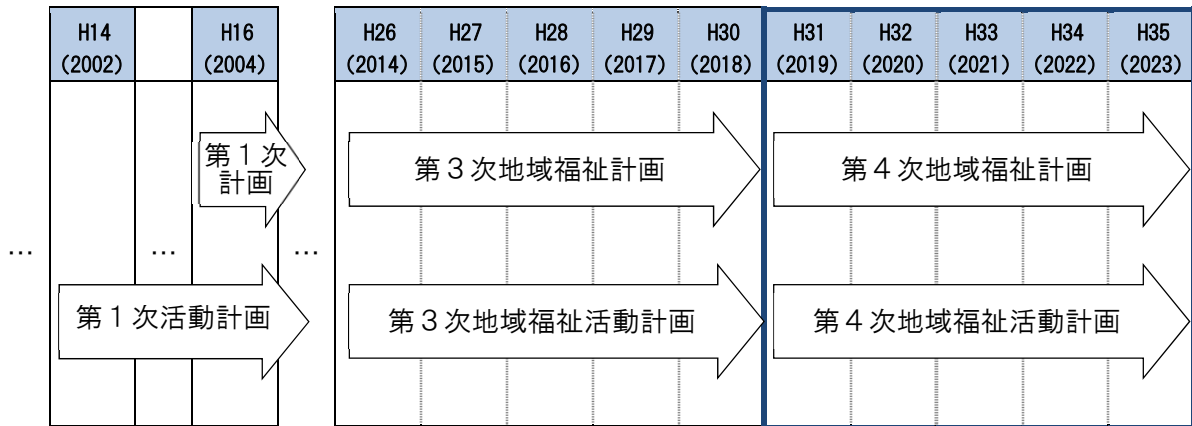 H14 H16 H26 H27 H28 H29 H30 H31 H32 H33 H34 H35
(2002) (2004) (2014) (2015) (2016) (2017) (2018) (2019) (2020) (2021) (2022) (2023)
第１次
計画
第３次地域福祉計画
第４次地域福祉計画
… … …
第１次活動計画
第３次地域福祉活動計画
第４次地域福祉活動計画